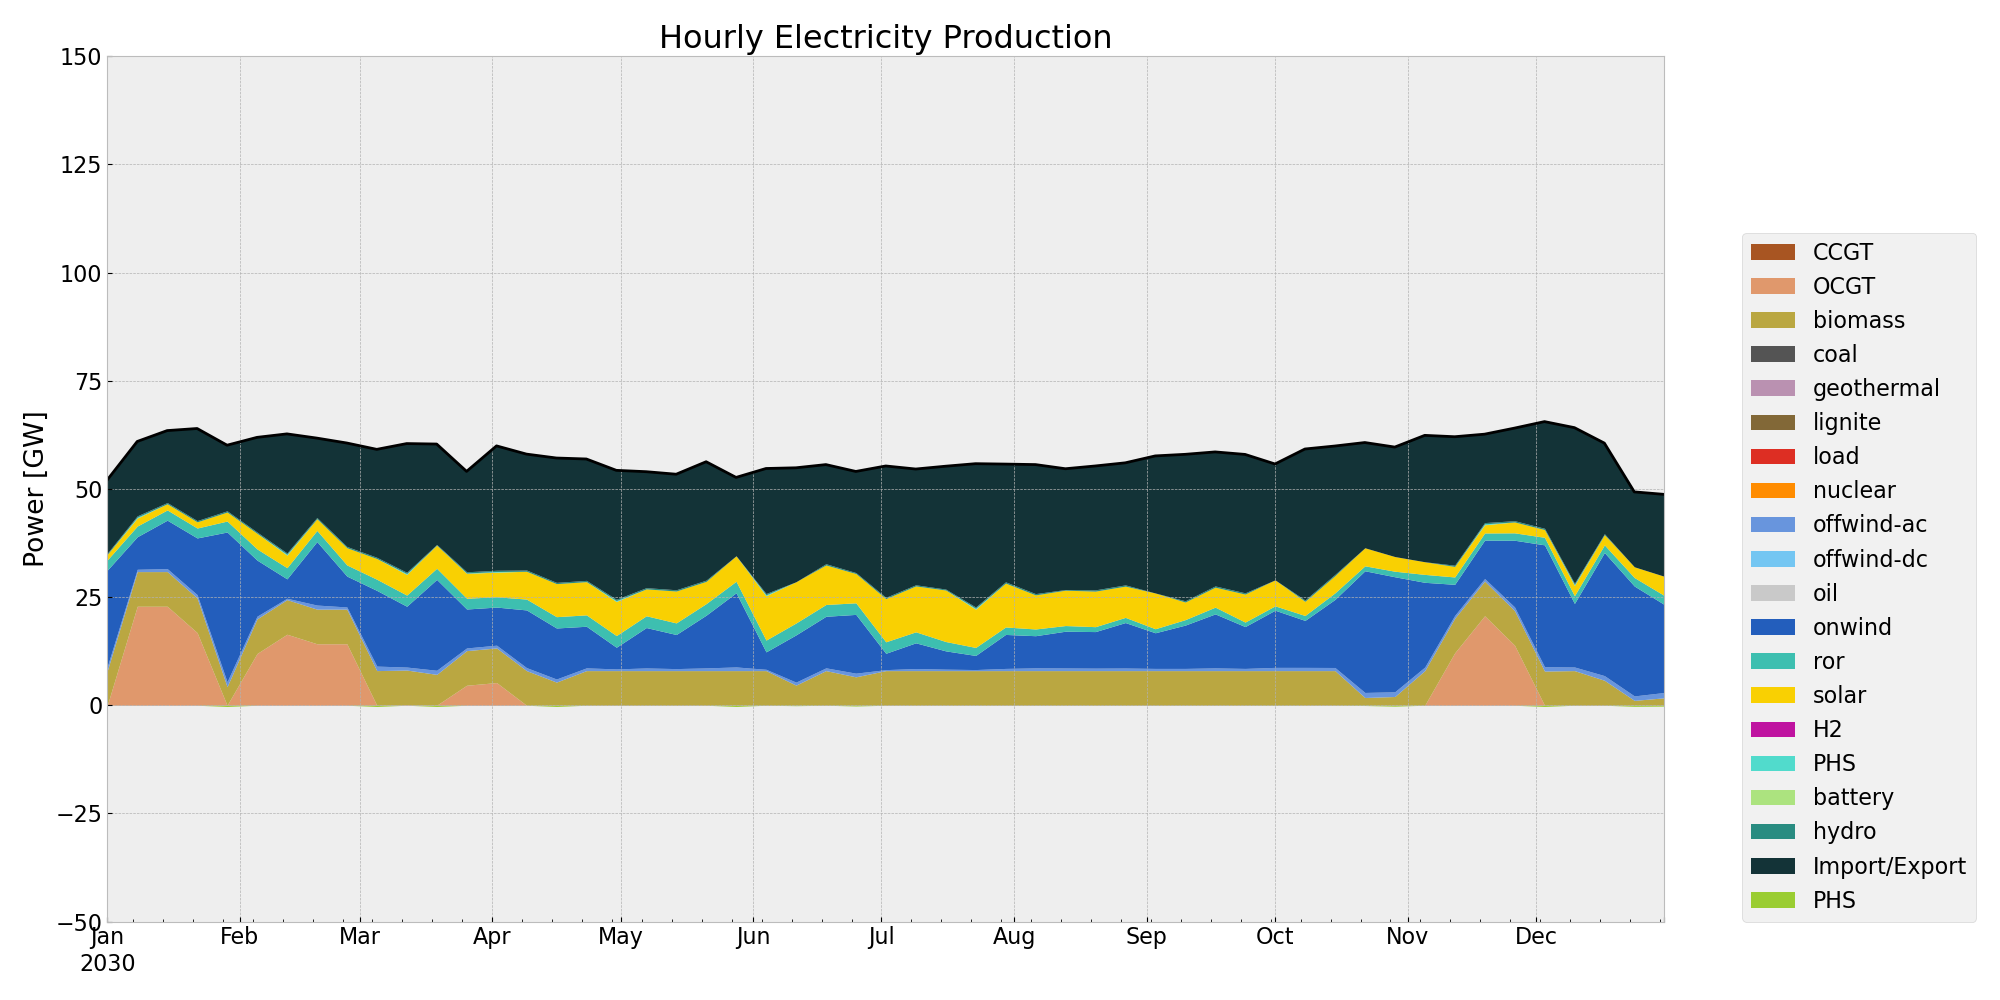 Hourly Electricity Production
Power [GW]
150
125
100
75
50
25
0
−25
−50
Jan
2030
Feb
Mar
Apr
May
Jun
Jul
Aug
Sep
Oct
Nov
Dec
CCGT
OCGT
biomass
coal
geothermal
lignite
load
nuclear
offwind-ac
offwind-dc
oil
onwind
ror
solar
H2
PHS
battery
hydro
Import/Export
PHS